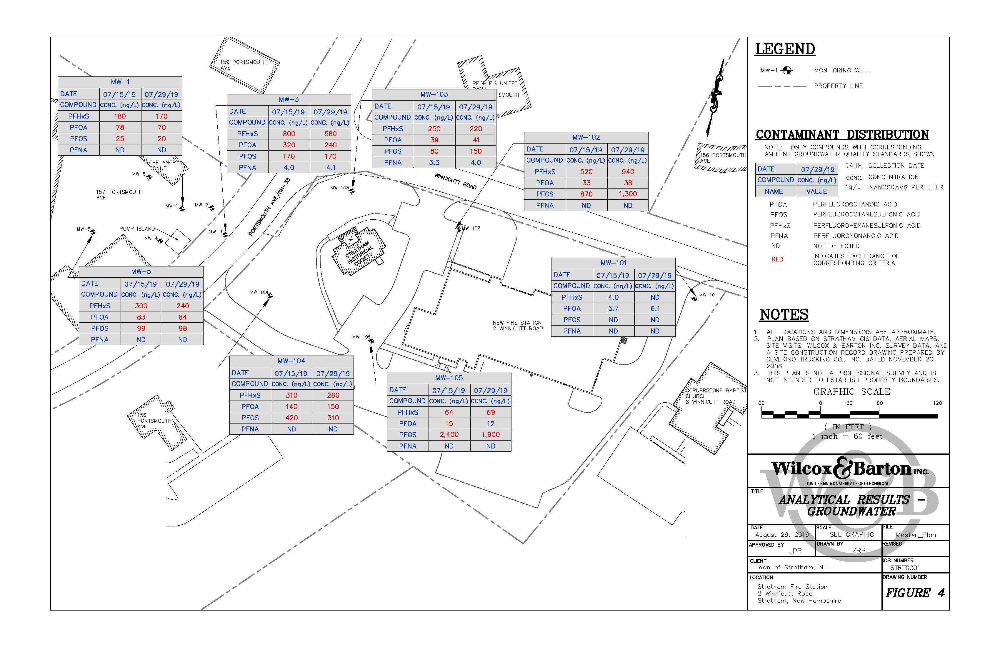 159 PORTSMOUTH
AVE
PEOPLE'S UNITED
TSMOUTH
MW-1
DATE 07/15/19 07/29/19
COMPOUND CONC. (ng/L) CONC. (ng/L)
PFHxS 180 170
PFOA 78 70
PFOS 25 20
PFNA ND ND
MW-3
DATE 07/15/19 07/29/19
COMPOUND CONC. (ng/L) CONC. (ng/L)
PFHxS 800 580
PFOA 320 240
PFOS 170 170
PFNA 4.0 4.1
MW-103
DATE 07/15/19 07/29/19
COMPOUND CONC. (ng/L) CONC. (ng/L)
PFHxS 250 220
PFOA 39 41
PFOS 80 150
PFNA 3.3 4.0
MW-102
DATE 07/15/19 07/29/19
COMPOUND CONC. (ng/L) CONC. (ng/L)
PFHxS 520 940
PFOA 33 38
PFOS 870 1,300
PFNA ND ND
156 PORTSMOUTH
AVE
THE ANGRY
DONUT
MW-6
157 PORTSMOUTH
AVE
MW-1
MW-7
MW-5
PUMP ISLAND
MW-4
MW-3
PORTSMOUTH AVE/NH-33
MW-103
WINNICUTT ROAD
MW-102
STRATHAM
HISTORICAL
SOCIETY
MW-5
DATE 07/15/19 07/29/19
COMPOUND CONC. (ng/L) CONC. (ng/L)
PFHxS 300 240
PFOA 83 84
PFOS 99 98
PFNA ND ND
MW-101
DATE 07/15/19 07/29/19
COMPOUND CONC. (ng/L) CONC. (ng/L)
PFHxS 4.0 ND
PFOA 5.7 6.1
PFOS ND ND
PFNA ND ND
MW-101
MW-104
NEW FIRE STATION
2 WINNICUTT ROAD
MW-105
MW-104
DATE 07/15/19 07/29/19
COMPOUND CONC. (ng/L) CONC. (ng/L)
PFHxS 310 260
PFOA 140 150
PFOS 420 310
PFNA ND ND
MW-105
DATE 07/15/19 07/29/19
COMPOUND CONC. (ng/L) CONC. (ng/L)
PFHxS 64 69
PFOA 15 12
PFOS 2,400 1,900
PFNA ND ND
CORNERSTONE BAPTIST
CHURCH
8 WINNICUTT ROAD
156
PORTSMOUTH
AVE
LEGEND
MW-1 MONITORING WELL
PROPERTY LINE
CONTAMINANT DISTRIBUTION
NOTE: ONLY COMPOUNDS WITH CORRESPONDING
AMBIENT GROUNDWATER QUALITY STANDARDS SHOWN
DATE 07/29/19
COMPOUND CONC. (ng/L)
NAME VALUE
DATE COLLECTION DATE
CONC. CONCENTRATION
ng/L NANOGRAMS PER LITER
PFOA PERFLUOROOCTANOIC ACID
PFOS PERFLUOROOCTANESULFONIC ACID
PFHxS PERFLUOROHEXANESULFONIC ACID
PFNA PERFLUORONONANOIC ACID
ND NOT DETECTED
RED INDICATES EXCEEDANCE OF
CORRESPONDING CRITERIA
NOTES
1. ALL LOCATIONS AND DIMENSIONS ARE APPROXIMATE.
2. PLAN BASED ON STRATHAM GIS DATA, AERIAL MAPS,
SITE VISITS, WILCOX & BARTON INC. SURVEY DATA, AND
A SITE CONSTRUCTION RECORD DRAWING PREPARED BY
SEVERINO TRUCKING CO., INC. DATED NOVEMBER 20,
2008.
3. THIS PLAN IS NOT A PROFESSIONAL SURVEY AND IS
NOT INTENDED TO ESTABLISH PROPERTY BOUNDARIES.
GRAPHIC SCALE
60 0 30 60 120
( IN FEET )
1 inch = 60 feet
W&B
Wilcox&Barton INC.
CIVIL · ENVIRONMENTAL · GEOTECHNICAL
TITLE
ANALYTICAL RESULTS -
GROUNDWATER
DATE SCALE FILE
August 29, 2019 SEE GRAPHIC Master_Plan
APPROVED BY DRAWN BY REVISED
JPR ZRP
CLIENT JOB NUMBER
Town of Stratham, NH STRT0001
LOCATION DRAWING NUMBER
Stratham Fire Station
2 Winnicutt Road
Stratham, New Hampshire
FIGURE 4